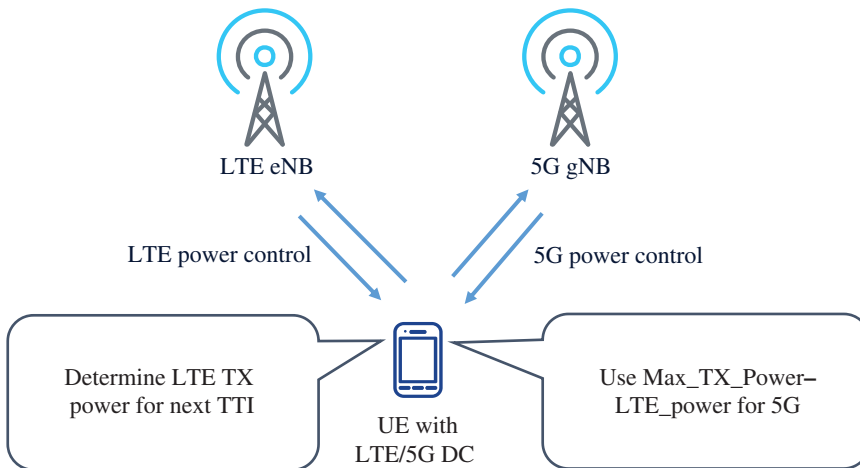 LTE eNB
5G gNB
LTE power control
5G power control
Determine LTE TX
power for next TTI
Use Max_TX_Power–
LTE_power for 5G
UE with
LTE/5G DC